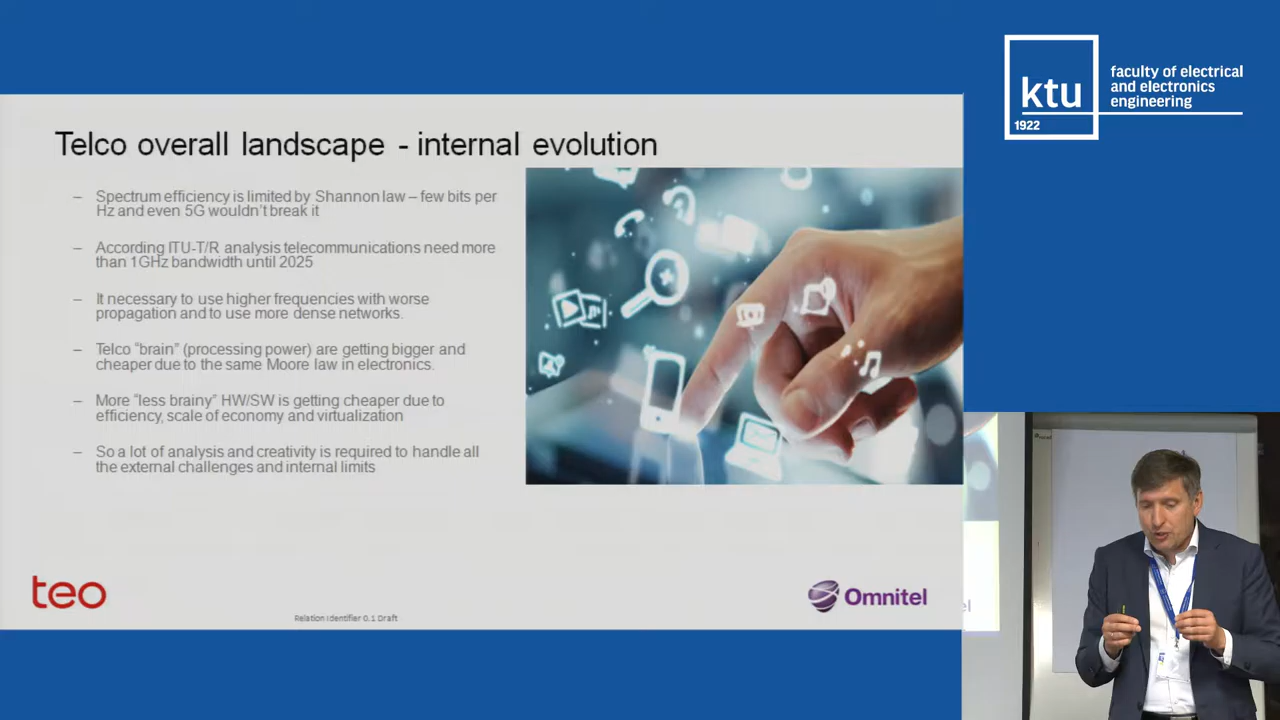 ktu
1922
faculty of electrical
and electronics
engineering
Telco overall landscape - internal evolution
– Spectrum efficiency is limited by Shannon law – few bits per
Hz and even 5G wouldn't break it
– According ITU-T/R analysis telecommunications need more
than 1GHz bandwidth until 2025
– It necessary to use higher frequencies with worse
propagation and to use more dense networks.
– Telco "brain" (processing power) are getting bigger and
cheaper due to the same Moore law in electronics.
– More "less brainy" HW/SW is getting cheaper due to
efficiency, scale of economy and virtualization
– So a lot of analysis and creativity is required to handle all
the external challenges and internal limits
teo
Relation Identifier 0.1 Draft
Omnitel
el